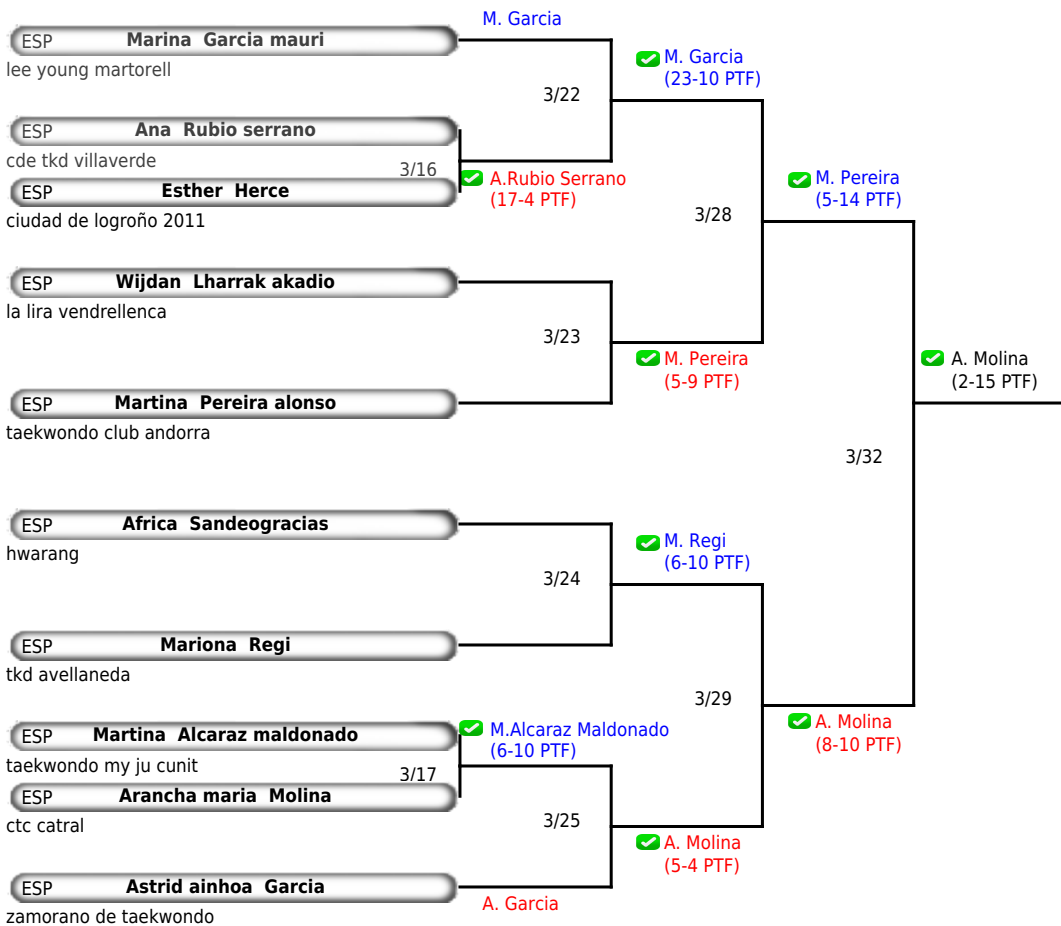 M. Garcia
ESP Marina Garcia mauri
lee young martorell
M. Garcia
(23-10 PTF)
3/22
ESP Ana Rubio serrano
cde tkd villaverde
3/16
ESP Esther Herce
ciudad de logroño 2011
A.Rubio Serrano
(17-4 PTF)
M. Pereira
(5-14 PTF)
3/28
ESP Wijdan Lharrak akadio
la lira vendrellenca
3/23
M. Pereira
(5-9 PTF)
ESP Martina Pereira alonso
taekwondo club andorra
A. Molina
(2-15 PTF)
3/32
ESP Africa Sandeogracias
hwarang
M. Regi
(6-10 PTF)
3/24
ESP Mariona Regi
tkd avellaneda
3/29
A. Molina
(8-10 PTF)
ESP Martina Alcaraz maldonado
taekwondo my ju cunit
M.Alcaraz Maldonado
(6-10 PTF)
3/17
ESP Arancha maria Molina
ctc catral
3/25
A. Molina
(5-4 PTF)
ESP Astrid ainhoa Garcia
zamorano de taekwondo
A. Garcia